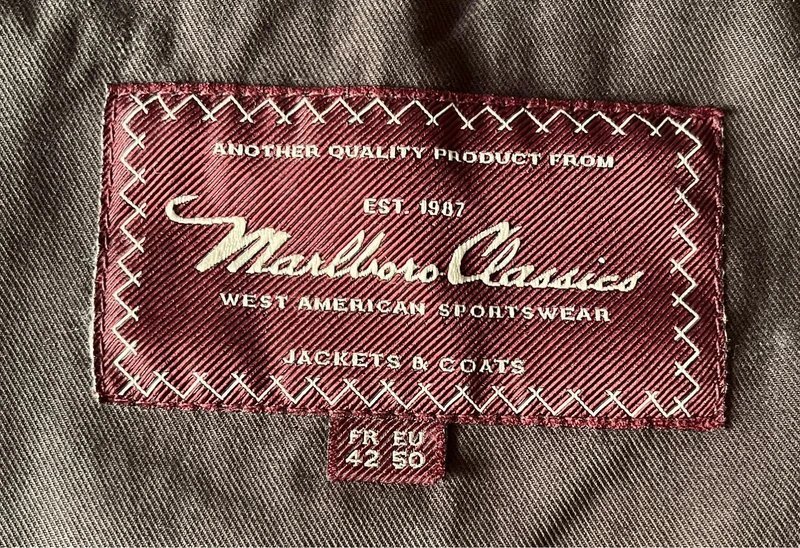 ANOTHER QUALITY PRODUCT FROM
EST. 1987
Marlboro Classics
WEST AMERICAN SPORTSWEAR
JACKETS & COATS
FR EU
42 50